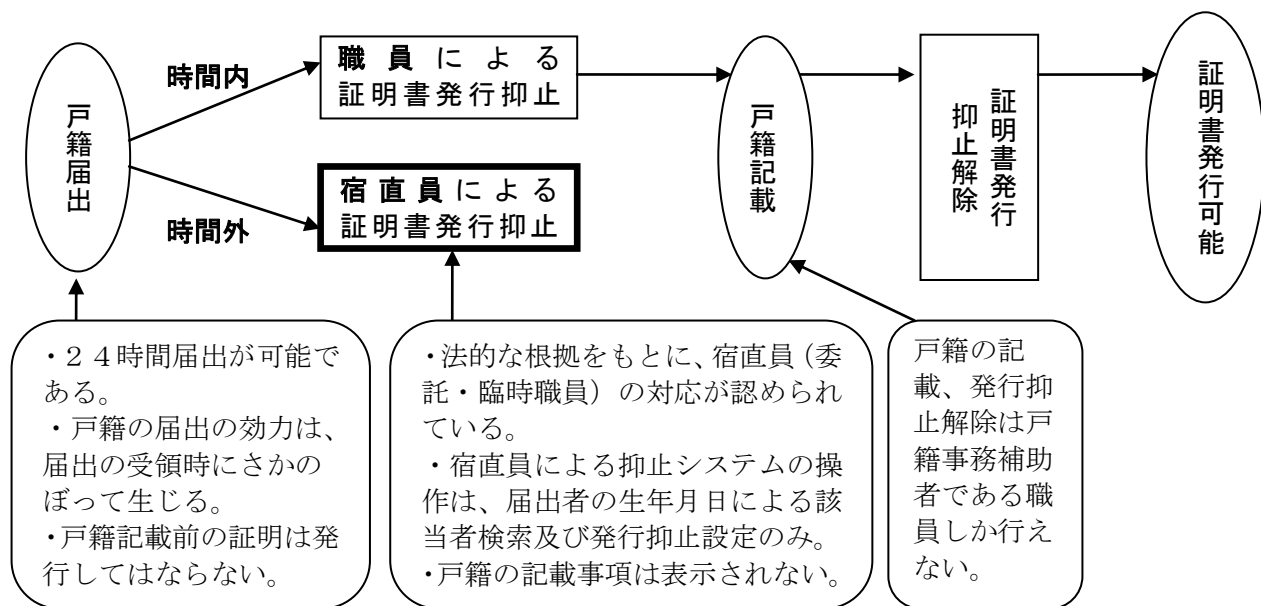 戸籍届出
時間内
時間外
職員による
証明書発行抑止
宿直員による
証明書発行抑止
戸籍記載
証明書発行
抑止解除
証明書発行可能
・２４時間届出が可能で
ある。
・戸籍の届出の効力は、
届出の受領時にさかの
ぼって生じる。
・戸籍記載前の証明は発
行してはならない。
・法的な根拠をもとに、宿直員（委
託・臨時職員）の対応が認められ
ている。
・宿直員による抑止システムの操
作は、届出者の生年月日による該
当者検索及び発行抑止設定のみ。
・戸籍の記載事項は表示されない。
戸籍の記
載、発行抑
止解除は戸
籍事務補助
者である職
員しか行え
ない。